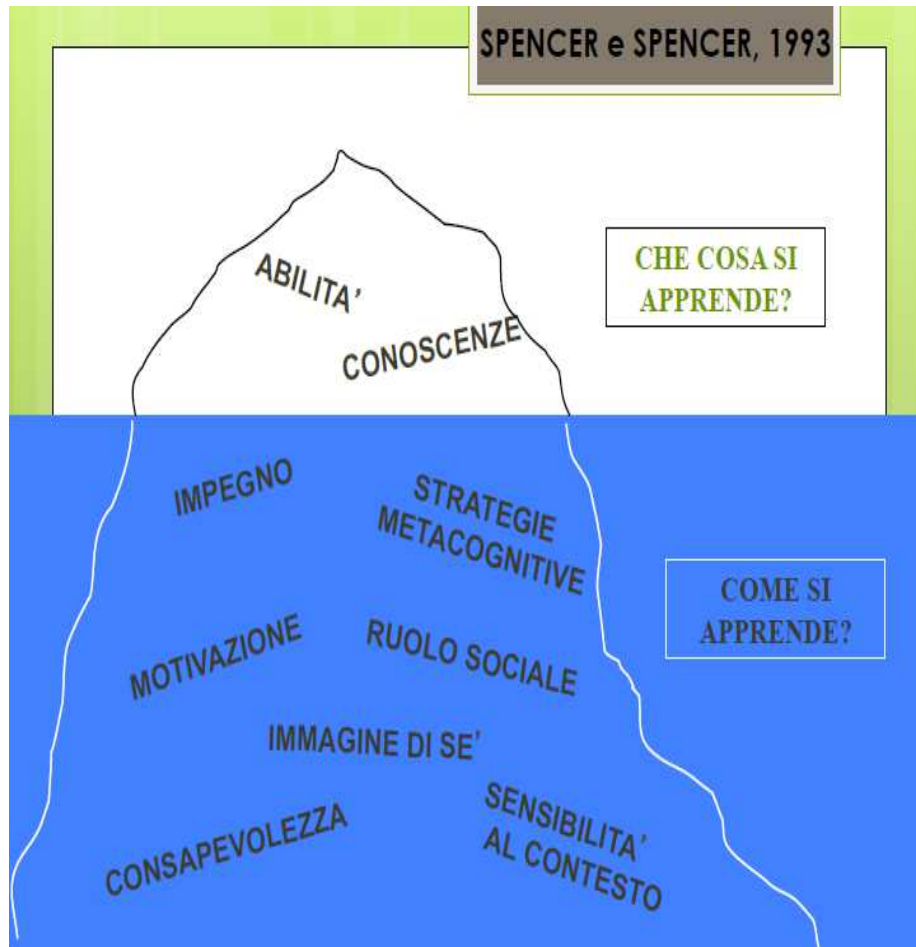 SPENCER e SPENCER, 1993
ABILITA’
CONOSCENZE
CHE COSA SI
APPRENDE?
IMPEGNO
STRATEGIE
METACOGNITIVE
COME SI
APPRENDE?
MOTIVAZIONE
RUOLO SOCIALE
IMMAGINE DI SE’
CONSAPEVOLEZZA
SENSIBILITA’
AL CONTESTO